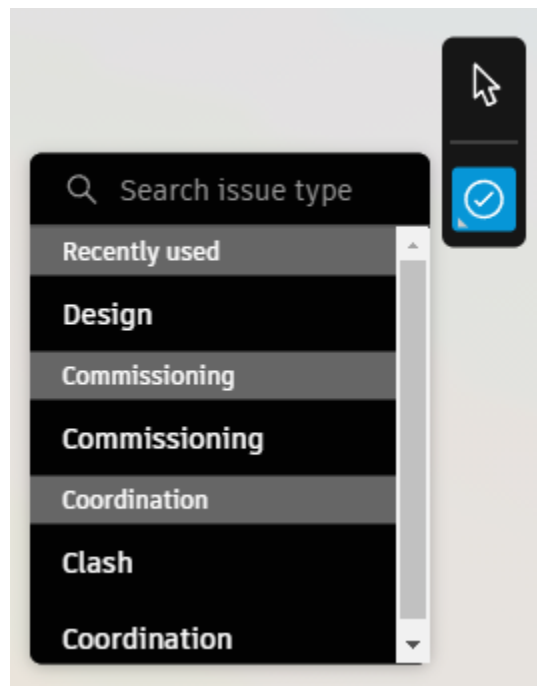 Search issue type
Recently used
Design
Commissioning
Commissioning
Coordination
Clash
Coordination